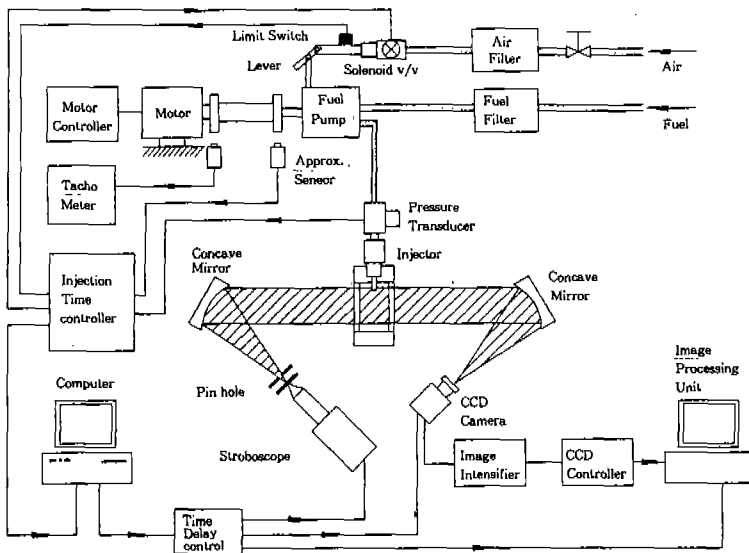 Limit Switch
Lever
Solenoid v/v
Air
Filter
Air
Motor
Controller
Motor
Fuel
Pump
Fuel
Filter
Fuel
Tacho
Meter
Approx.
Sensor
Pressure
Transducer
Injector
Concave
Mirror
Concave
Mirror
Injection
Time
controller
Computer
Pin hole
Stroboscope
CCD
Camera
Image
Processing
Unit
Image
Intensifier
CCD
Controller
Time
Delay
control